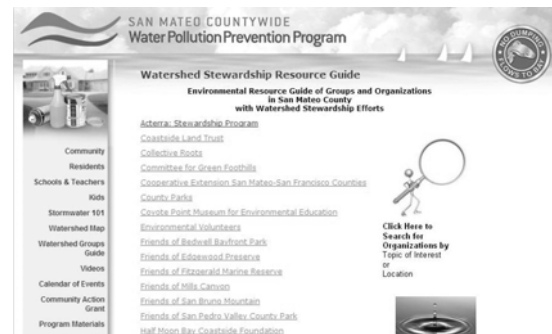 SAN MATEO COUNTYWIDE
Water Pollution Prevention Program
NO DUMPING
FLOWS TO BAY
Watershed Stewardship Resource Guide
Environmental Resource Guide of Groups and Organizations
in San Mateo County
with Watershed Stewardship Efforts
Acterra: Stewardship Program
Coastside Land Trust
Collective Roots
Committee for Green Foothills
Cooperative Extension San Mateo-San Francisco Counties
County Parks
Coyote Point Museum for Environmental Education
Environmental Volunteers
Friends of Bedwell Bayfront Park
Friends of Edgewood Preserve
Friends of Fitzgerald Marine Reserve
Friends of Mills Canyon
Friends of San Bruno Mountain
Friends of San Pedro Valley County Park
Half Moon Bay Coastside Foundation
Community
Residents
Schools & Teachers
Kids
Stormwater 101
Watershed Map
Watershed Groups
Guide
Videos
Calendar of Events
Community Action
Grant
Program Materials
Click Here to
Search for
Organizations by
Topic of Interest
or
Location